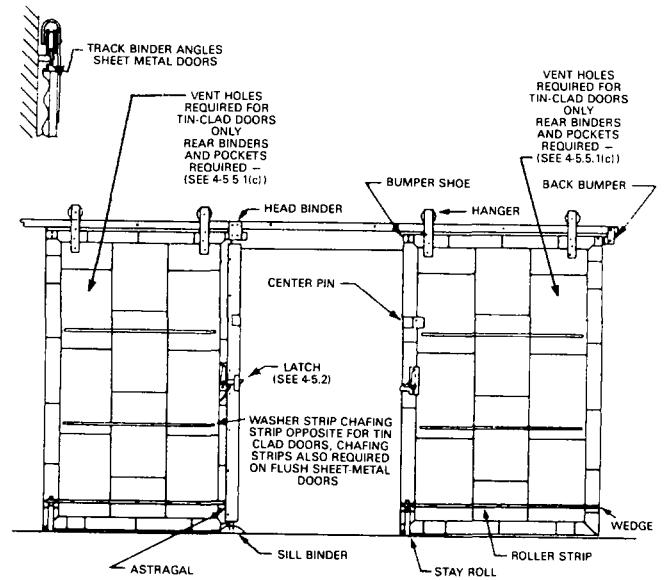 TRACK BINDER ANGLES
SHEET METAL DOORS
VENT HOLES
REQUIRED FOR
TIN-CLAD DOORS
ONLY
REAR BINDERS
AND POCKETS
REQUIRED –
(SEE 4-5.5 1(c))
VENT HOLES
REQUIRED FOR
TIN-CLAD DOORS
ONLY
REAR BINDERS
AND POCKETS
REQUIRED –
(SEE 4-5.5.1(c))
BUMPER SHOE
BACK BUMPER
HEAD BINDER
HANGER
CENTER PIN
LATCH
(SEE 4-5.2)
WASHER STRIP CHAFING
STRIP OPPOSITE FOR TIN
CLAD DOORS, CHAFING
STRIPS ALSO REQUIRED
ON FLUSH SHEET-METAL
DOORS
WEDGE
ROLLER STRIP
SILL BINDER
ASTRAGAL
STAY ROLL